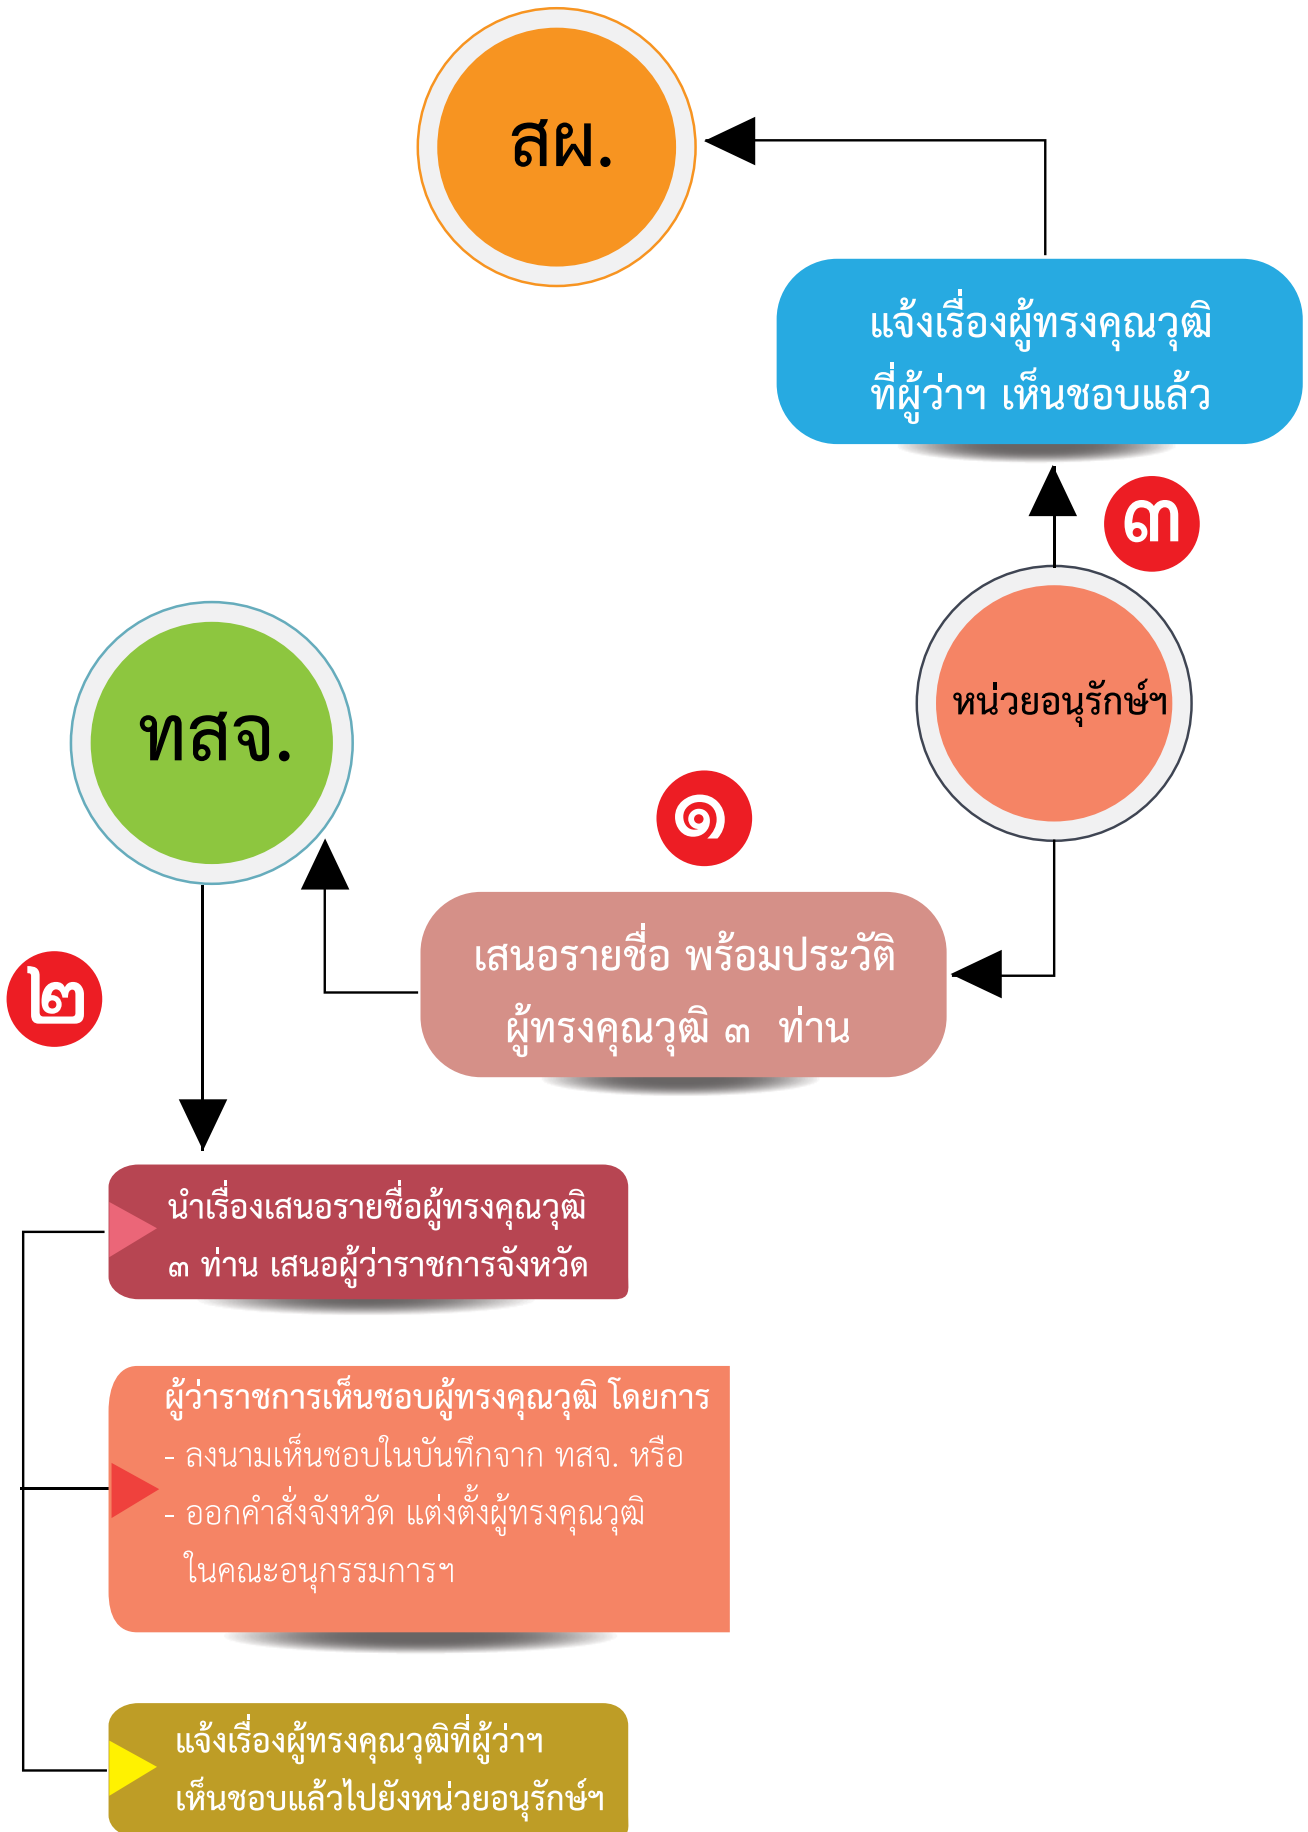 สผ.
แจ้งเรื่องผู้ทรงคุณวุฒิ
ที่ผู้ว่าฯ เห็นชอบแล้ว
๓
หน่วยอนุรักษ์ฯ
ทสจ.
๑
เสนอรายชื่อ พร้อมประวัติ
ผู้ทรงคุณวุฒิ ๓ ท่าน
๒
นำเรื่องเสนอรายชื่อผู้ทรงคุณวุฒิ
๓ ท่าน เสนอผู้ว่าราชการจังหวัด
ผู้ว่าราชการเห็นชอบผู้ทรงคุณวุฒิ โดยการ
- ลงนามเห็นชอบในบันทึกจาก ทสจ. หรือ
- ออกคำสั่งจังหวัด แต่งตั้งผู้ทรงคุณวุฒิ
ในคณะอนุกรรมการฯ
แจ้งเรื่องผู้ทรงคุณวุฒิที่ผู้ว่าฯ
เห็นชอบแล้วไปยังหน่วยอนุรักษ์ฯ